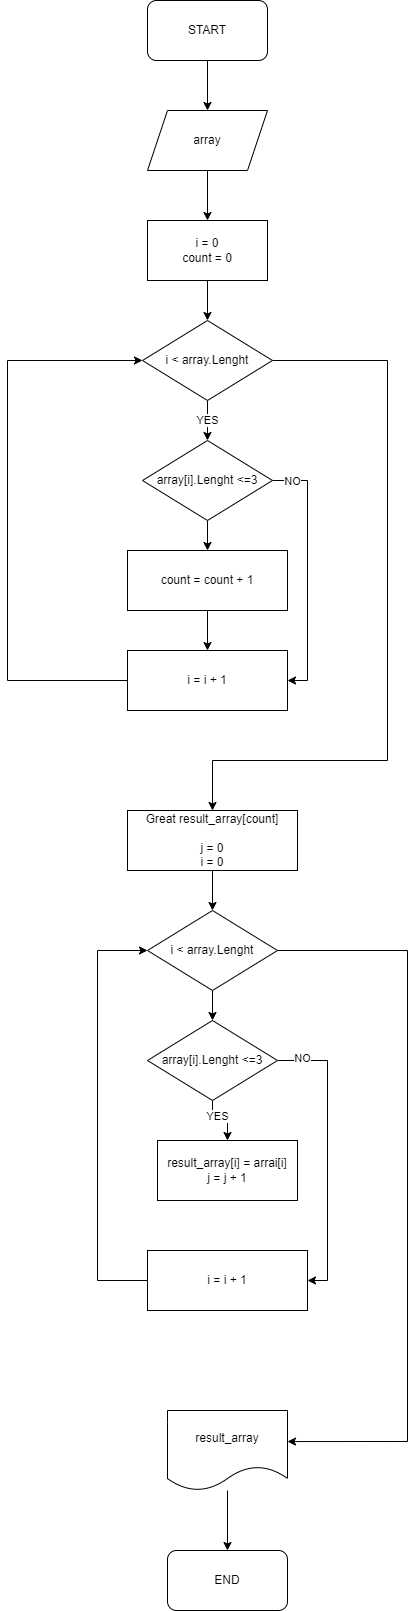 START
array
i = 0
count = 0
i < array.Lenght
YES
array[i].Lenght <=3
NO
count = count + 1
i = i + 1
Great result_array[count]
j = 0
i = 0
i < array.Lenght
array[i].Lenght <=3
NO
YES
result_array[i] = arrai[i]
j = j + 1
i = i + 1
result_array
END